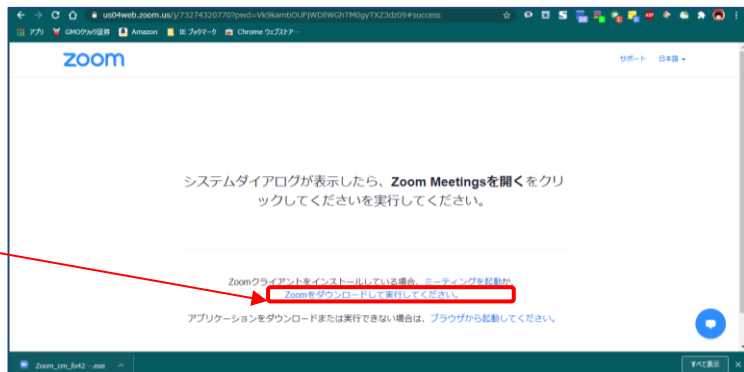 us04web.zoom.us/j/73274320770?pwd=Vk9kamtiOUFjWDllWGhTM0gyTXZ3dz09#success
アプリ GMOクリック証券 Amazon IE ブックマーク Chrome ウェブストア
zoom
サポート 日本語
システムダイアログが表示したら、Zoom Meetingsを開くをクリ
ックしてくださいを実行してください。
Zoomクライアントをインストールしている場合、ミーティングを起動か、
Zoomをダウンロードして実行してください。
アプリケーションをダウンロードまたは実行できない場合は、ブラウザから起動してください。
Zoom_cm_fo42....exe すべて表示